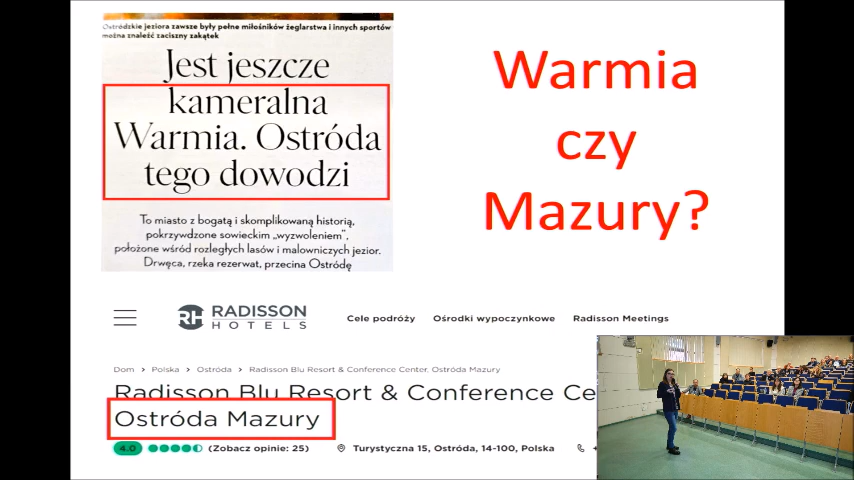 Ostródzkie jeziora zawsze były pełne miłośników żeglarstwa i innych sportów
można znaleźć zaciszny zakątek
Jest jeszcze
kameralna
Warmia. Ostróda
tego dowodzi
To miasto z bogatą i skomplikowaną historią,
pokrzywdzone sowieckim „wyzwoleniem”,
położone wśród rozległych lasów i malowniczych jezior.
Drwęca, rzeka rezerwat, przecina Ostródę
Warmia
czy
Mazury?
RH RADISSON
HOTELS
Cele podróży Ośrodki wypoczynkowe Radisson Meetings
Dom > Polska > Ostróda > Radisson Blu Resort & Conference Center, Ostróda Mazury
Radisson Blu Resort & Conference Ce
Ostróda Mazury
4.0 (Zobacz opinie: 25) Turystyczna 15, Ostróda, 14-100, Polska